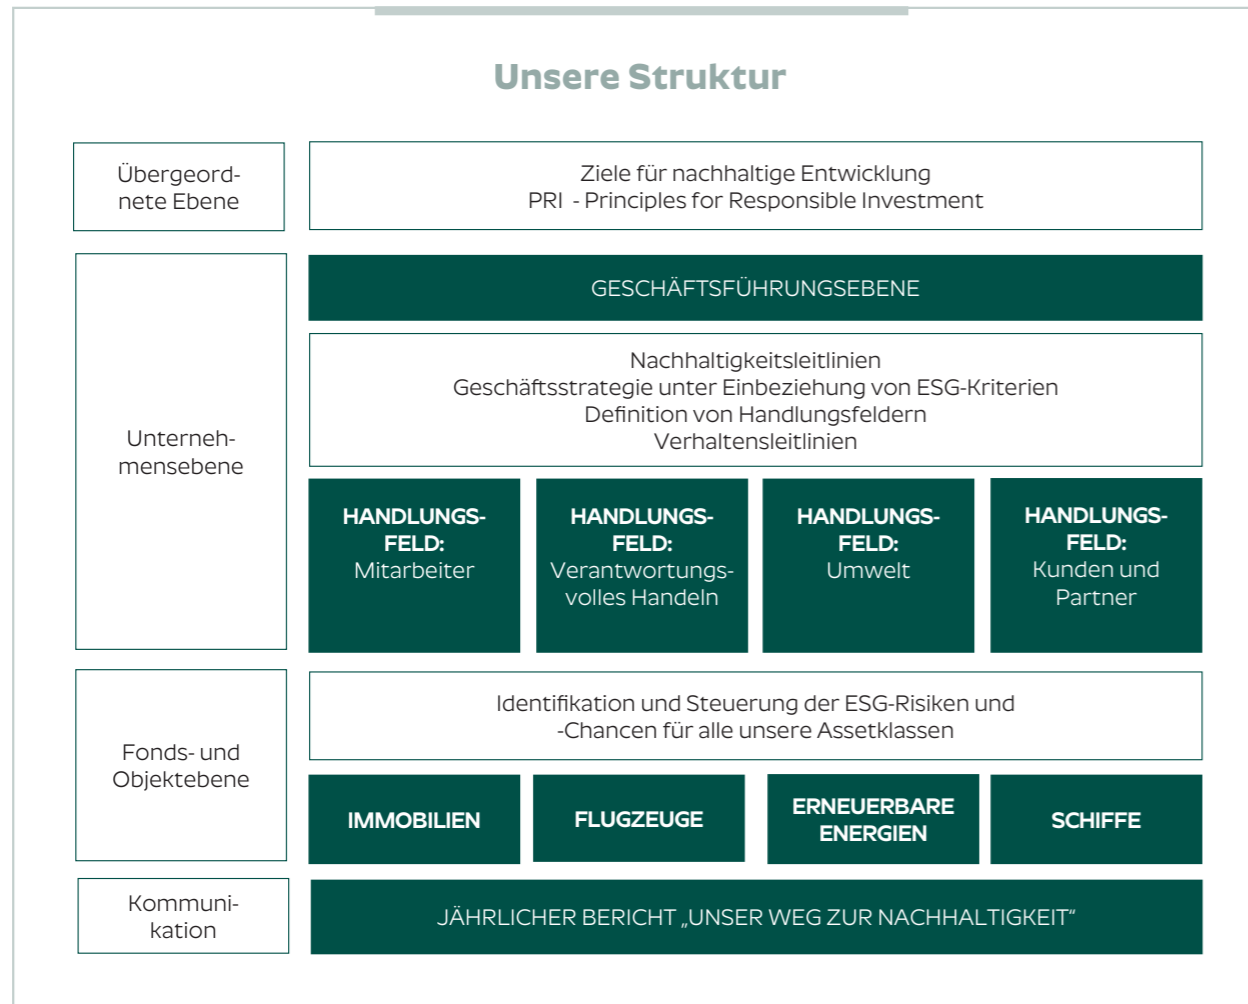 Unsere Struktur
Übergeord-
nete Ebene
Ziele für nachhaltige Entwicklung
PRI - Principles for Responsible Investment
Unterneh-
mensebene
GESCHÄFTSFÜHRUNGSEBENE
Nachhaltigkeitsleitlinien
Geschäftsstrategie unter Einbeziehung von ESG-Kriterien
Definition von Handlungsfeldern
Verhaltensleitlinien
HANDLUNGS-
FELD:
Mitarbeiter
HANDLUNGS-
FELD:
Verantwortungs-
volles Handeln
HANDLUNGS-
FELD:
Umwelt
HANDLUNGS-
FELD:
Kunden und
Partner
Fonds- und
Objektebene
Identifikation und Steuerung der ESG-Risiken und
-Chancen für alle unsere Assetklassen
IMMOBILIEN
FLUGZEUGE
ERNEUERBARE
ENERGIEN
SCHIFFE
Kommuni-
kation
JÄHRLICHER BERICHT „UNSER WEG ZUR NACHHALTIGKEIT“